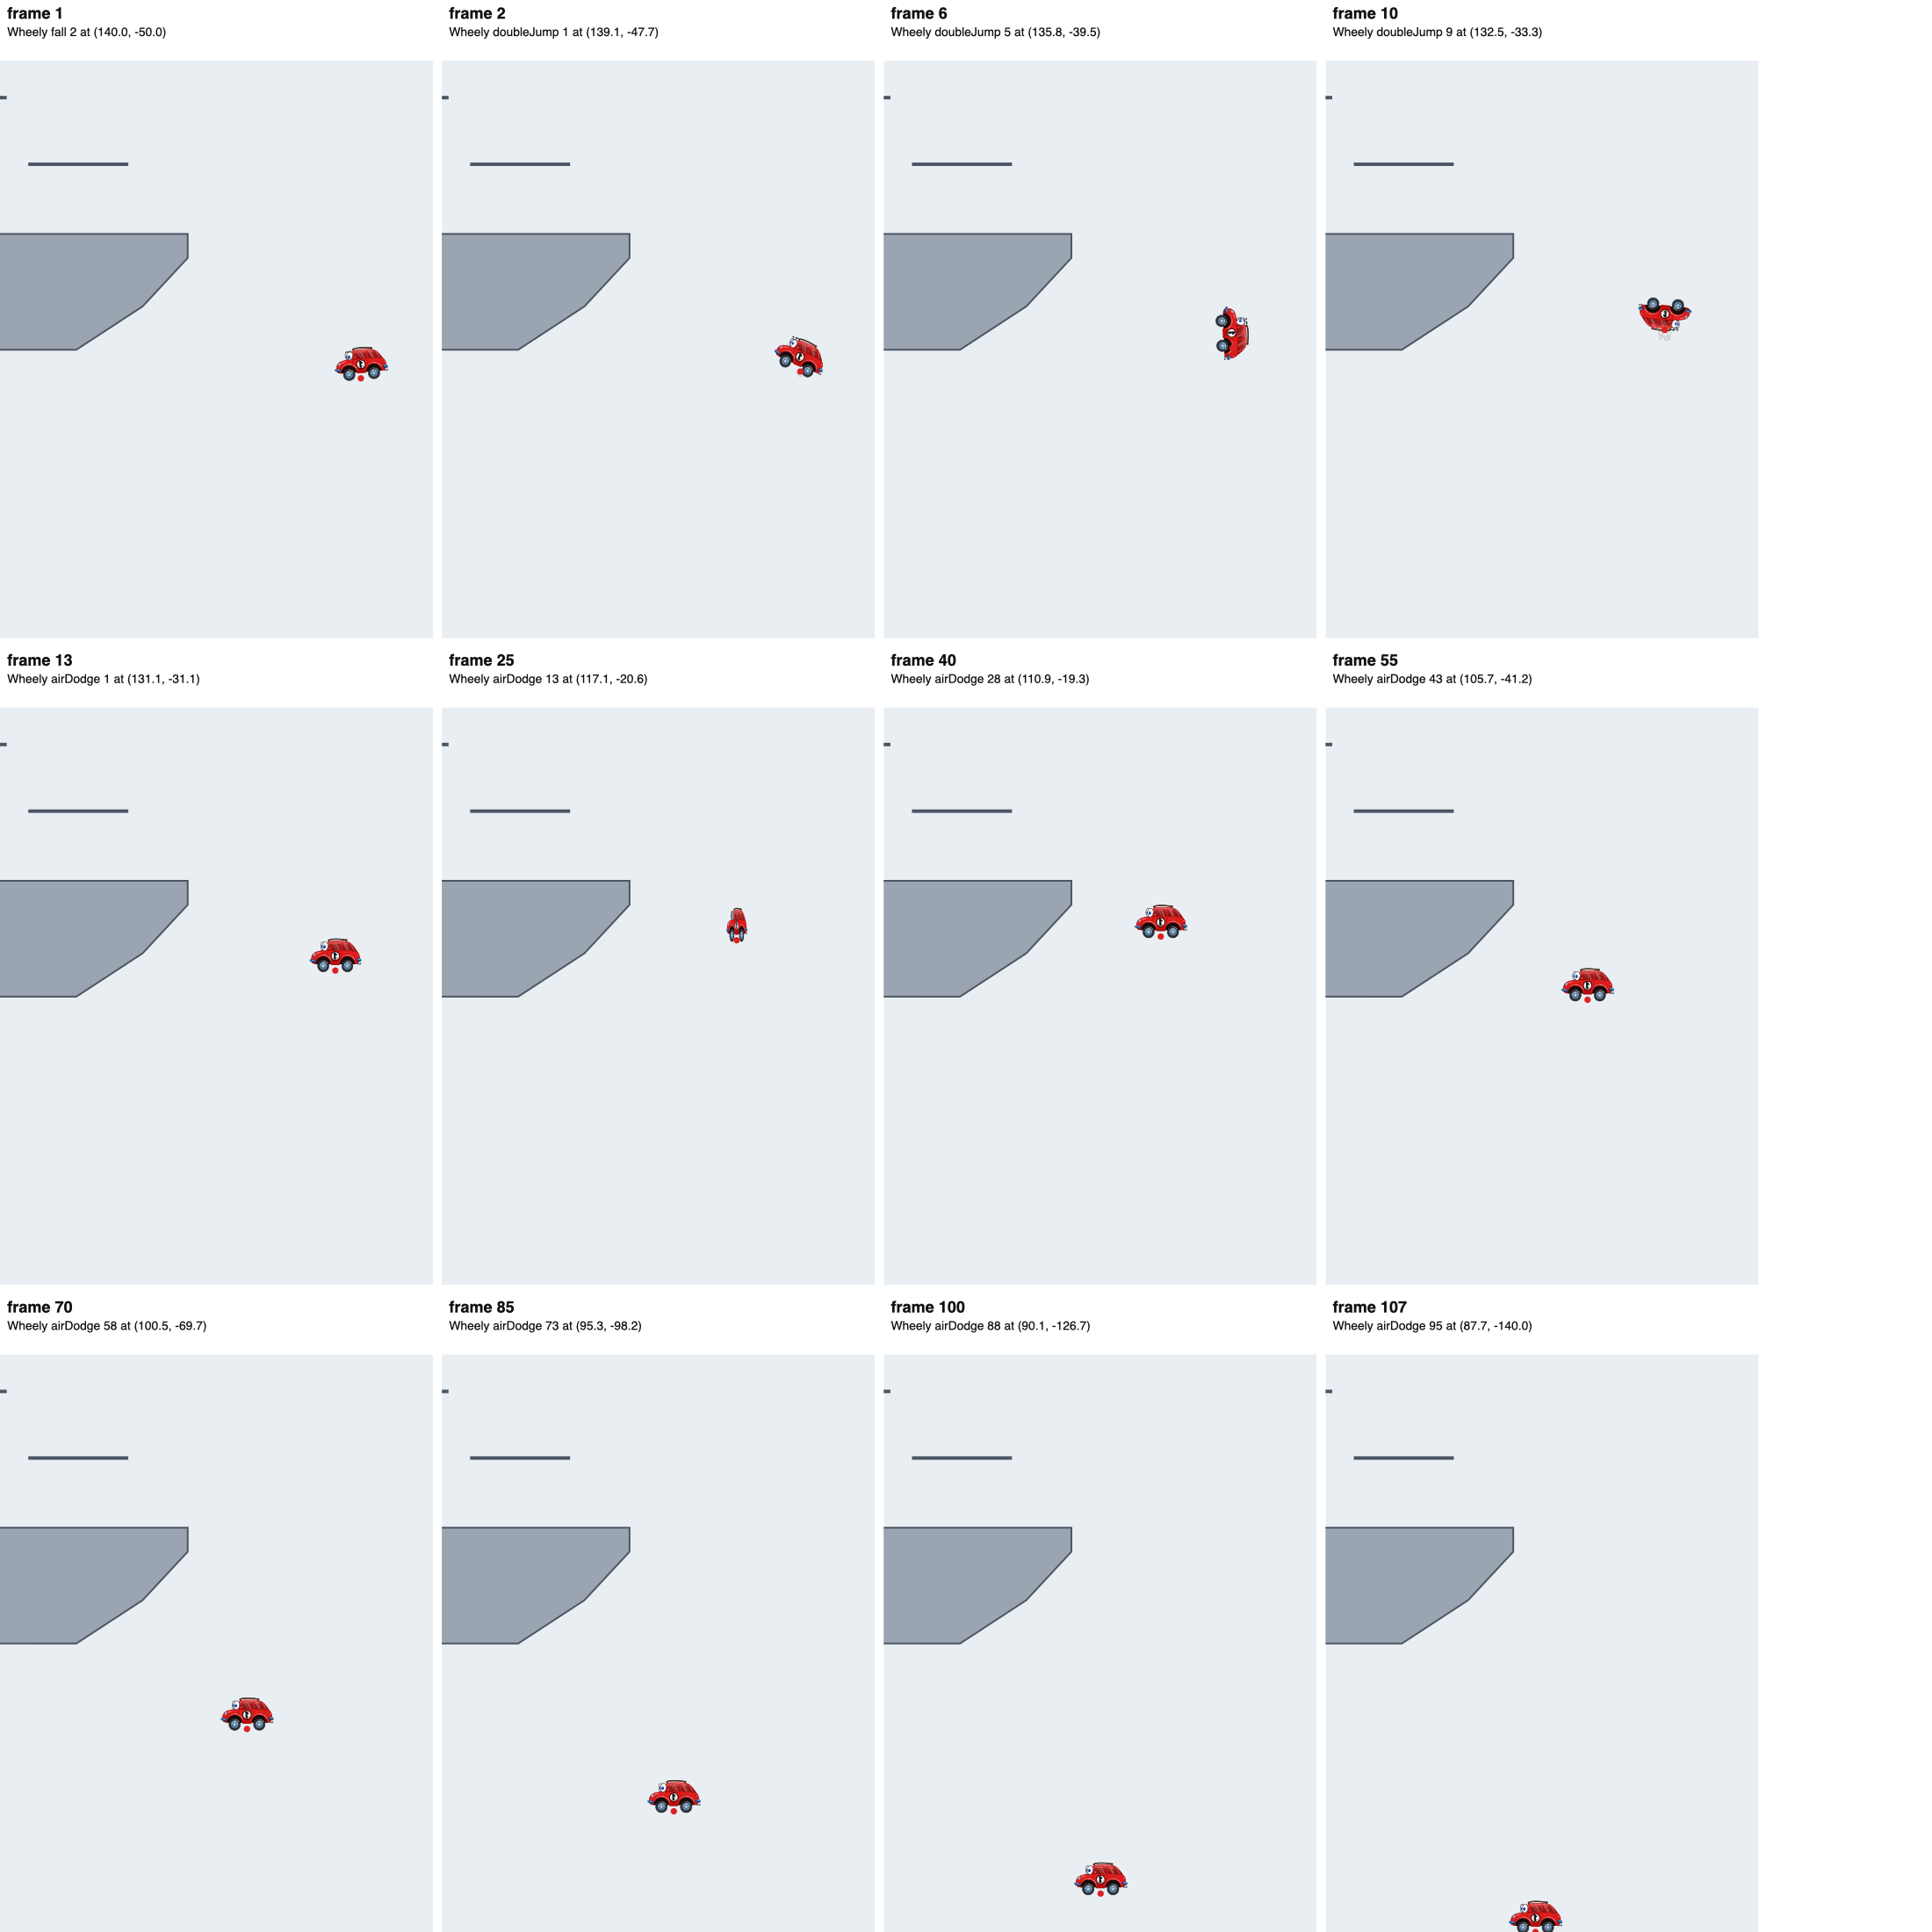 frame 1
Wheely fall 2 at (140.0, -50.0)
frame 2
Wheely doubleJump 1 at (139.1, -47.7)
frame 6
Wheely doubleJump 5 at (135.8, -39.5)
frame 10
Wheely doubleJump 9 at (132.5, -33.3)
frame 13
Wheely airDodge 1 at (131.1, -31.1)
frame 25
Wheely airDodge 13 at (117.1, -20.6)
frame 40
Wheely airDodge 28 at (110.9, -19.3)
frame 55
Wheely airDodge 43 at (105.7, -41.2)
frame 70
Wheely airDodge 58 at (100.5, -69.7)
frame 85
Wheely airDodge 73 at (95.3, -98.2)
frame 100
Wheely airDodge 88 at (90.1, -126.7)
frame 107
Wheely airDodge 95 at (87.7, -140.0)